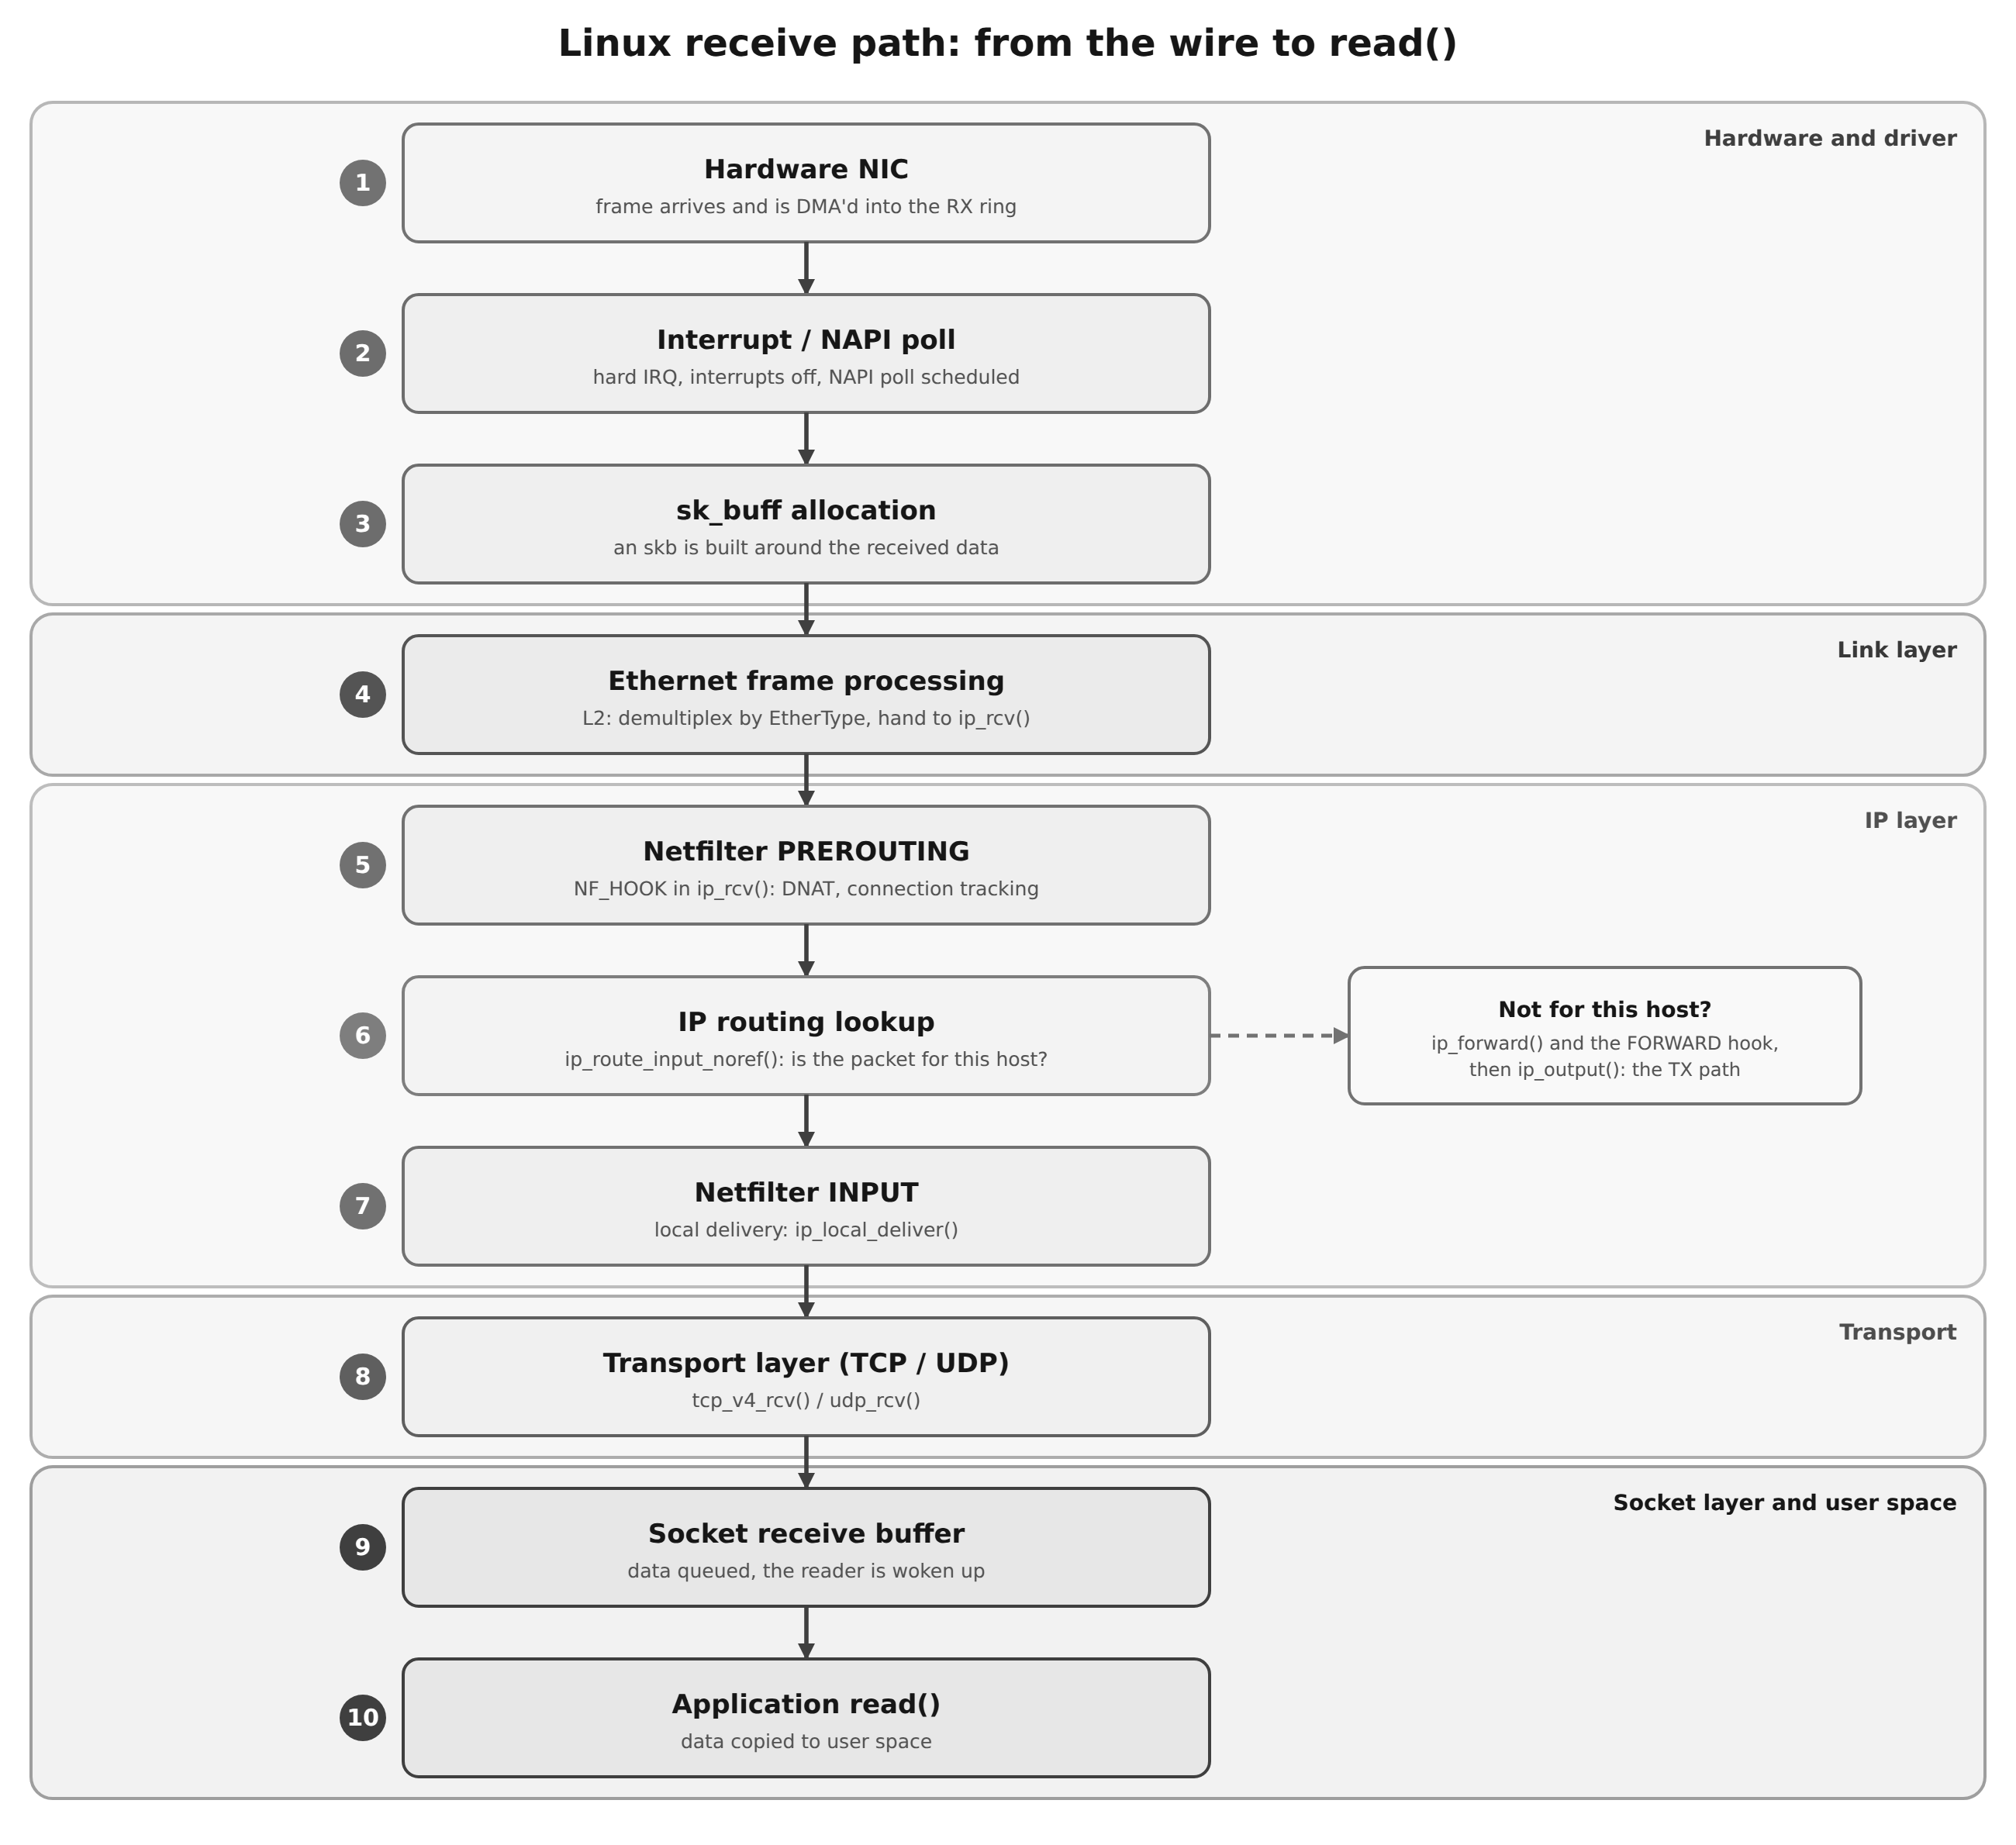 Linux receive path: from the wire to read()
Hardware and driver
1
Hardware NIC
frame arrives and is DMA'd into the RX ring
2
Interrupt / NAPI poll
hard IRQ, interrupts off, NAPI poll scheduled
3
sk_buff allocation
an skb is built around the received data
Link layer
4
Ethernet frame processing
L2: demultiplex by EtherType, hand to ip_rcv()
IP layer
5
Netfilter PREROUTING
NF_HOOK in ip_rcv(): DNAT, connection tracking
6
IP routing lookup
ip_route_input_noref(): is the packet for this host?
Not for this host?
ip_forward() and the FORWARD hook,
then ip_output(): the TX path
7
Netfilter INPUT
local delivery: ip_local_deliver()
Transport
8
Transport layer (TCP / UDP)
tcp_v4_rcv() / udp_rcv()
Socket layer and user space
9
Socket receive buffer
data queued, the reader is woken up
10
Application read()
data copied to user space